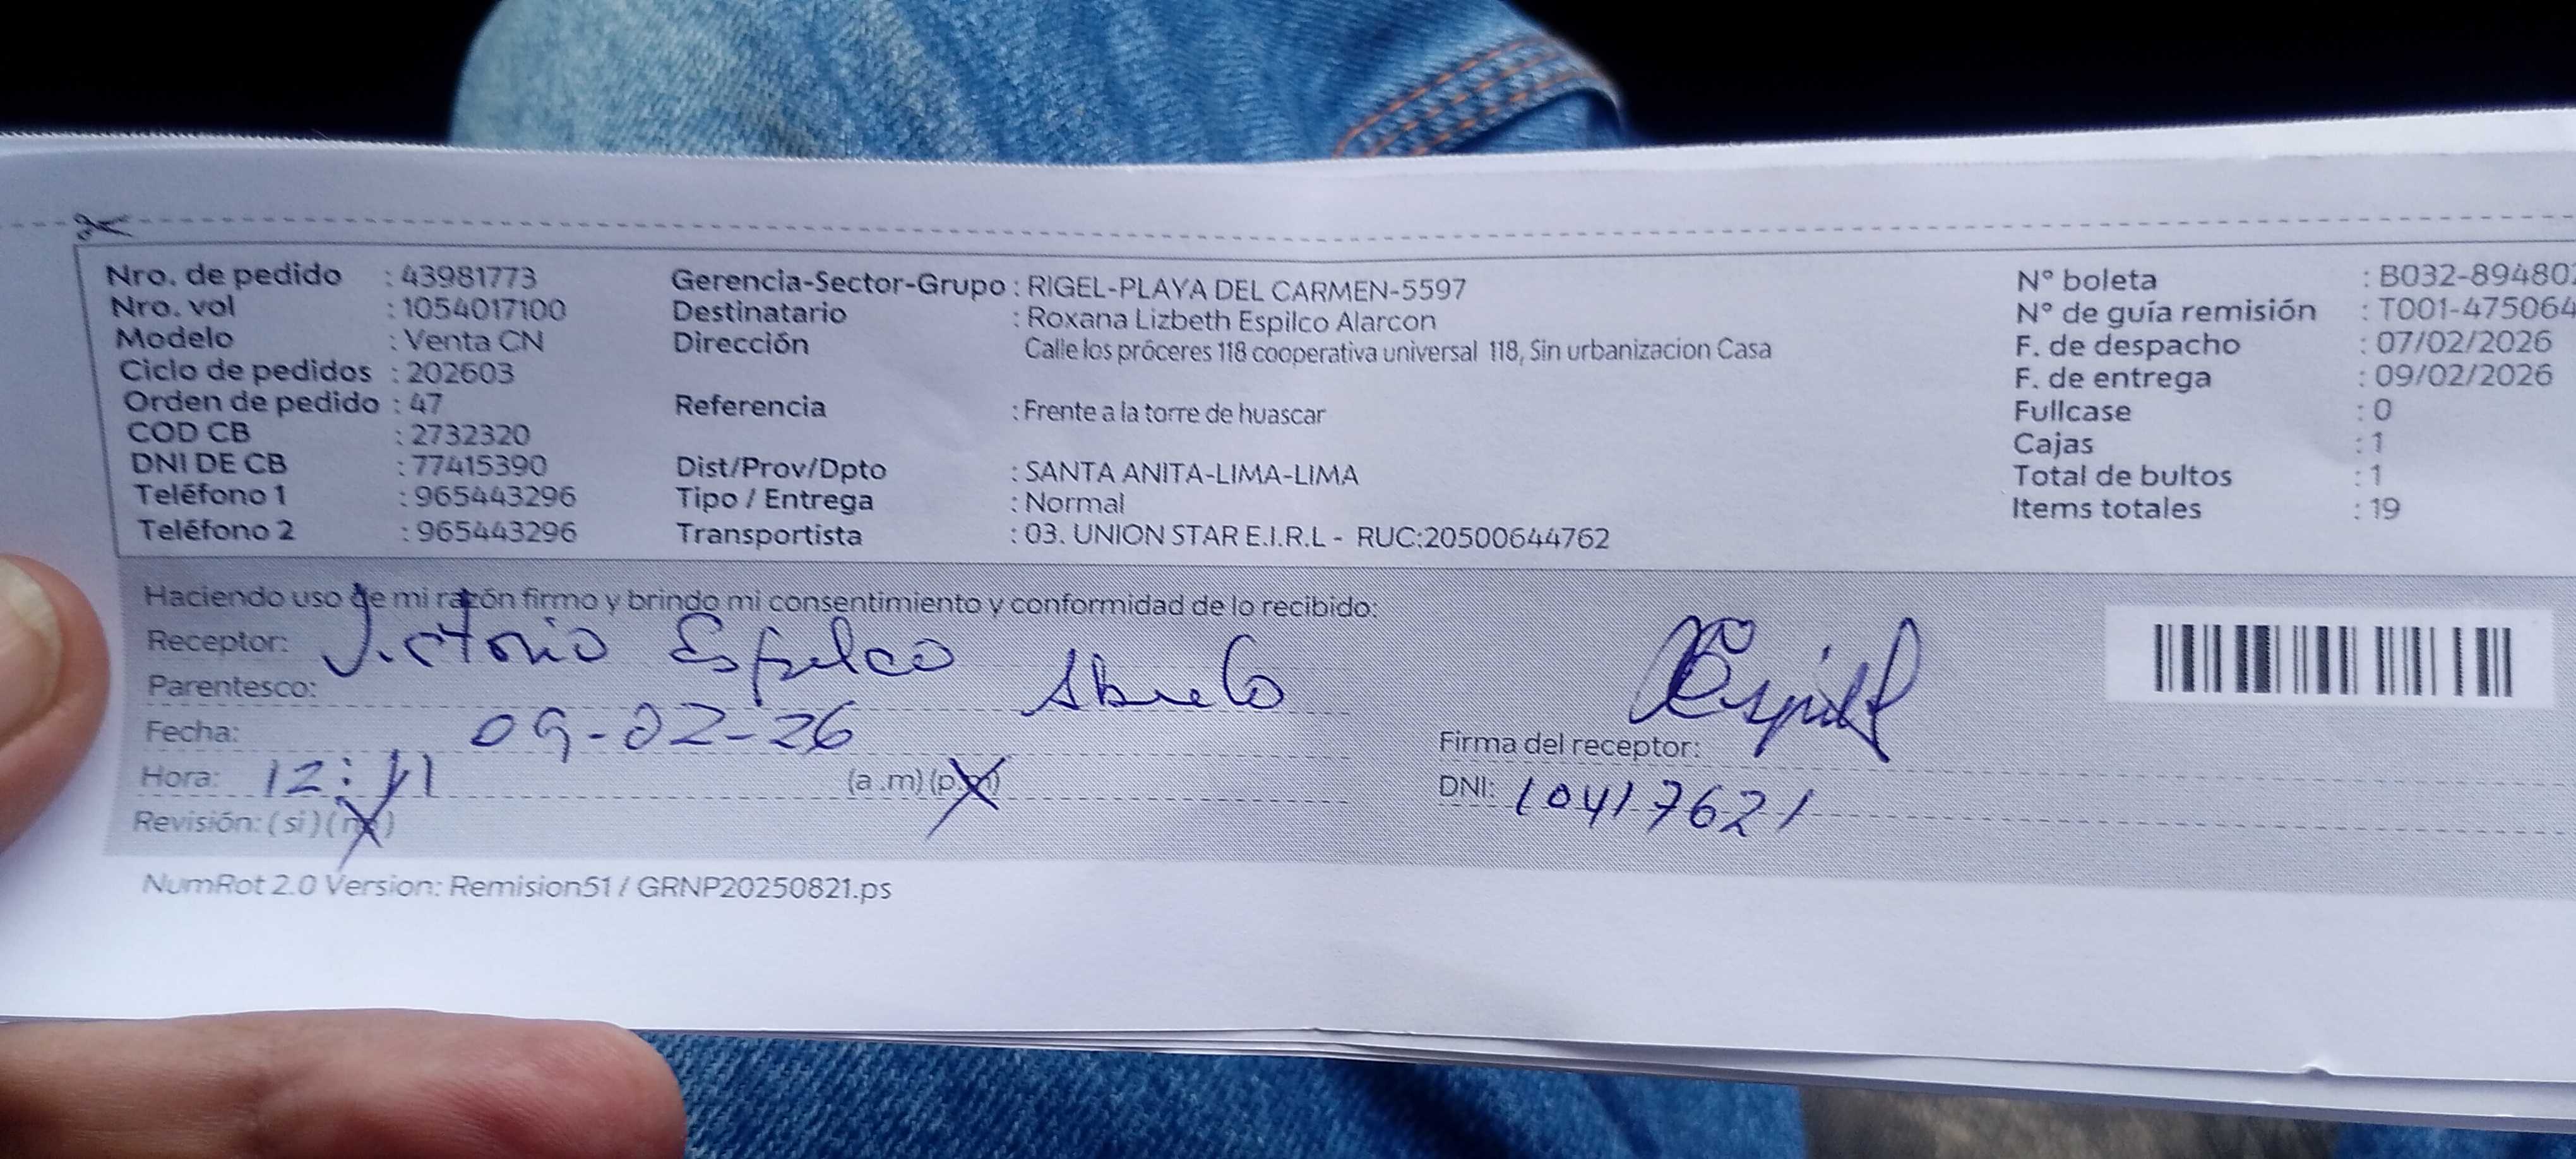 Nro. de pedido : 43981773
Nro. vol : 1054017100
Modelo : Venta CN
Ciclo de pedidos : 202603
Orden de pedido : 47
COD CB : 2732320
DNI DE CB : 77415390
Teléfono 1 : 965443296
Teléfono 2 : 965443296
Gerencia-Sector-Grupo : RIGEL-PLAYA DEL CARMEN-5597
Destinatario : Roxana Lizbeth Espilco Alarcon
Dirección Calle los próceres 118 cooperativa universal 118, Sin urbanizacion Casa
Referencia : Frente a la torre de huascar
Dist/Prov/Dpto : SANTA ANITA-LIMA-LIMA
Tipo / Entrega : Normal
Transportista : 03. UNION STAR E.I.R.L - RUC:20500644762
N° boleta : B032-89480
N° de guía remisión : T001-475064
F. de despacho : 07/02/2026
F. de entrega : 09/02/2026
Fullcase : 0
Cajas : 1
Total de bultos : 1
Items totales : 19
Haciendo uso de mi razón firmo y brindo mi consentimiento y conformidad de lo recibido:
Receptor: Victorio Espilco
Parentesco: Abuelo
Fecha: 09-02-26
Hora: 12:11 (a .m) (p.m)
Revisión: (si) (no)
Firma del receptor:
DNI: 10417621
NumRot 2.0 Version: Remision51 / GRNP20250821.ps